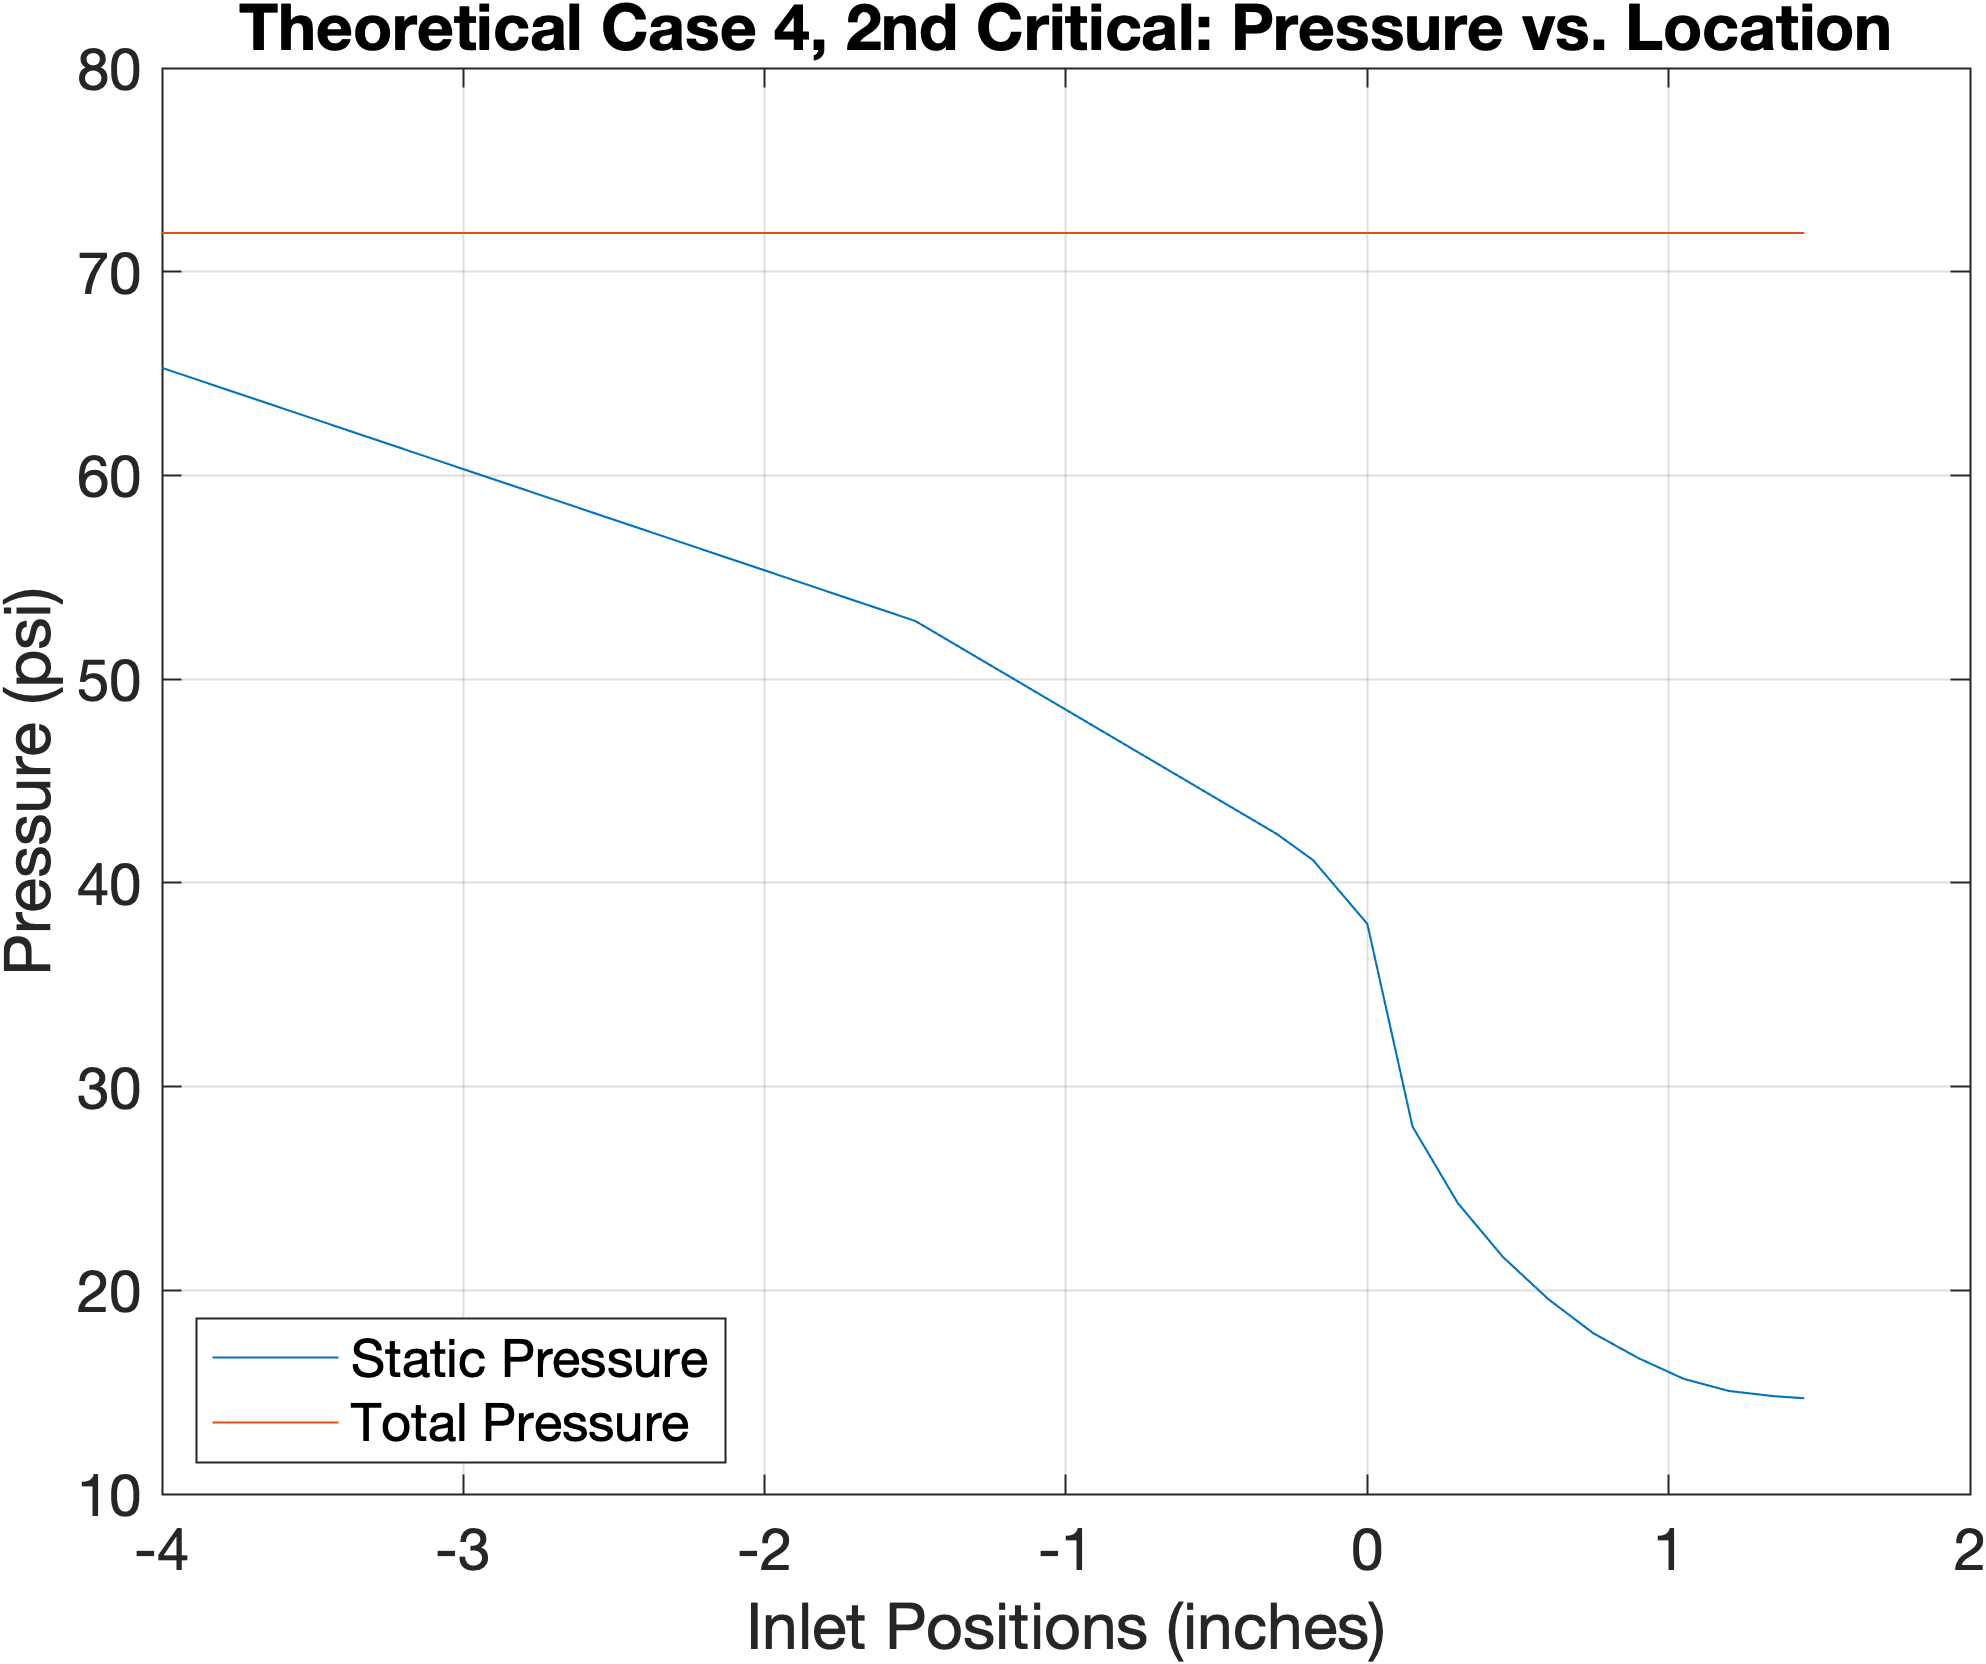 Theoretical Case 4, 2nd Critical: Pressure vs. Location
80
70
60
50
40
30
20
10
Pressure (psi)
Static Pressure
Total Pressure
-4 -3 -2 -1 0 1 2
Inlet Positions (inches)